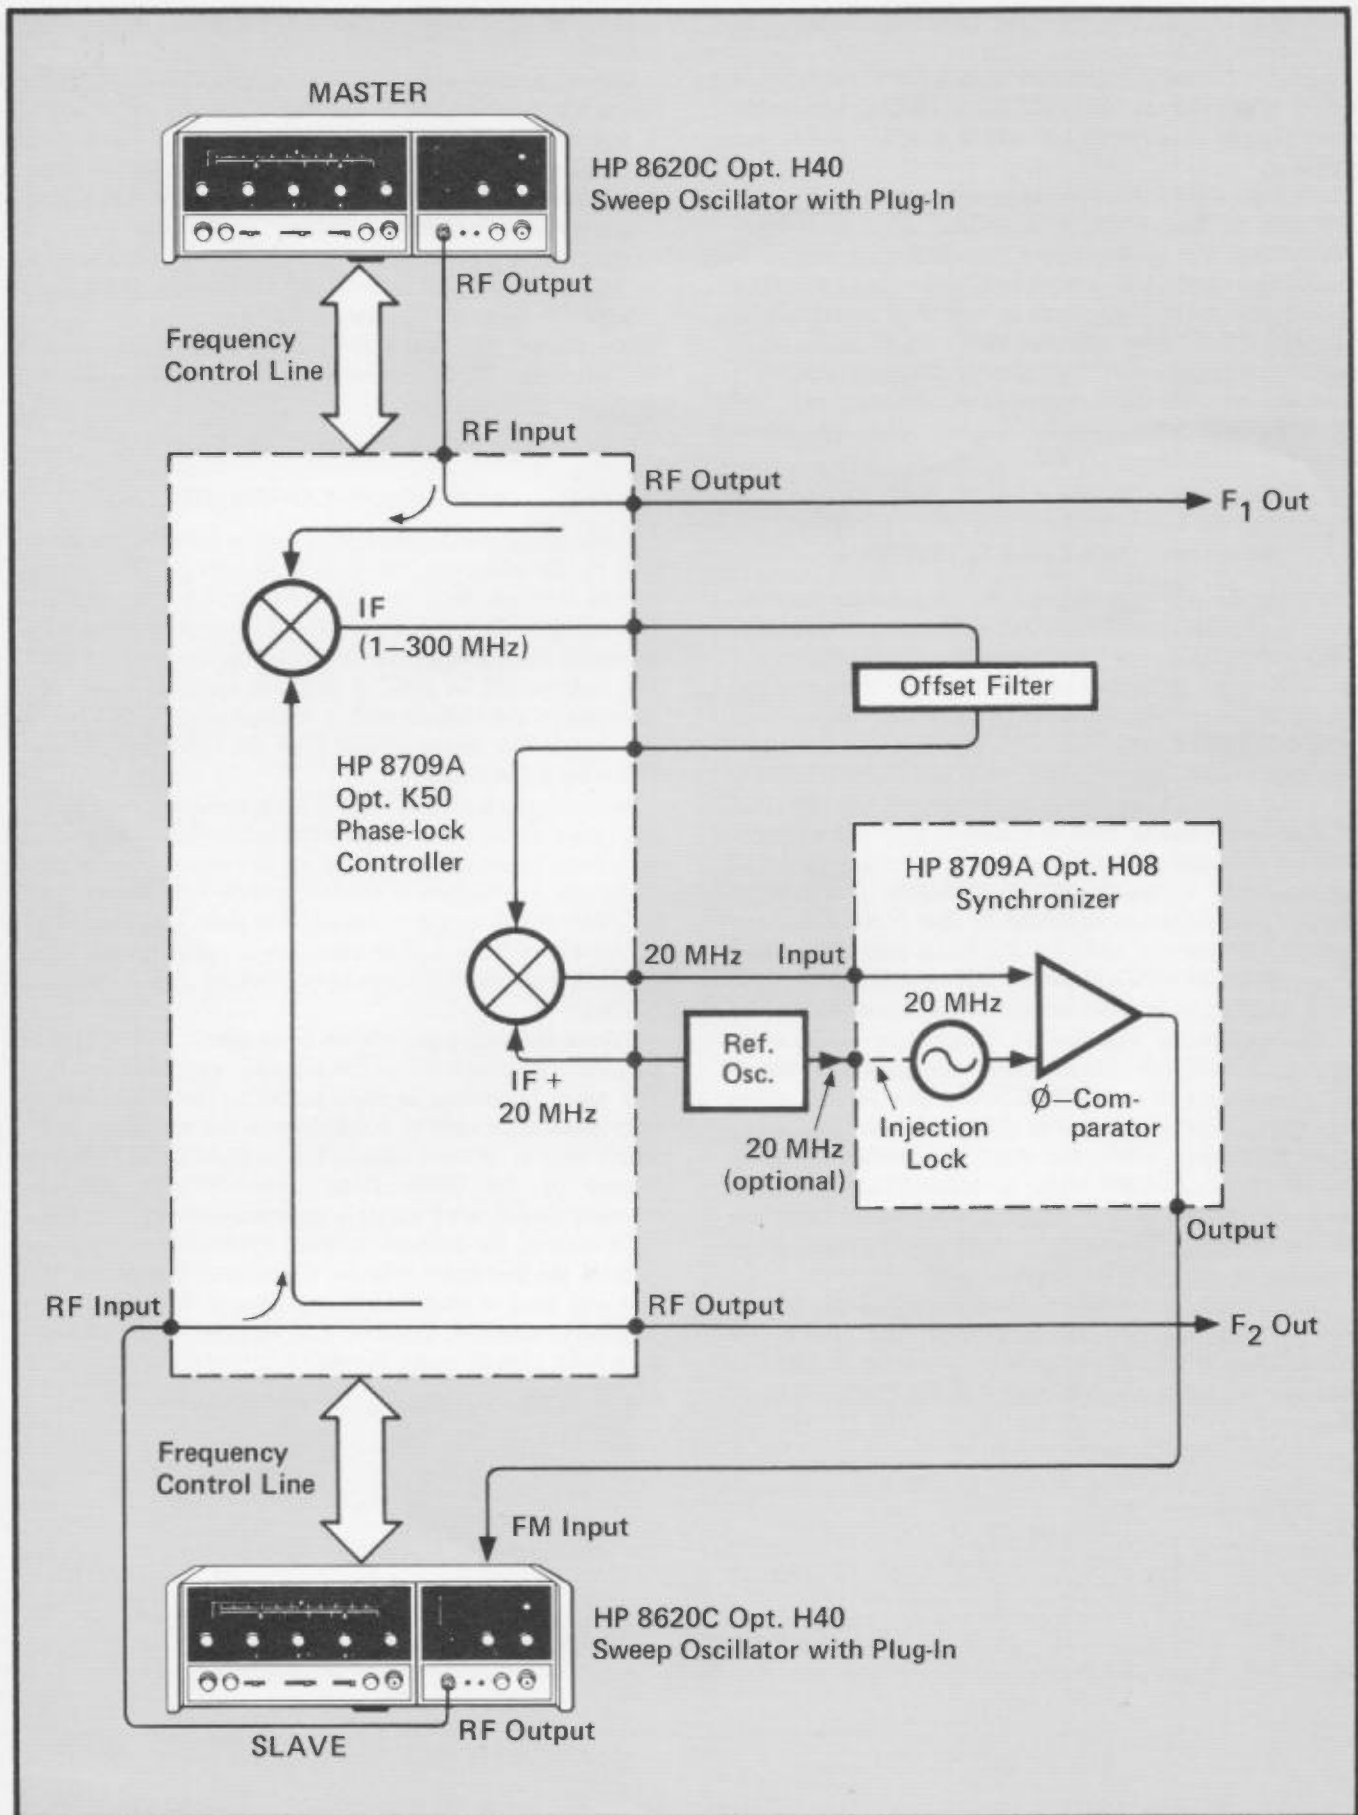 MASTER
HP 8620C Opt. H40
Sweep Oscillator with Plug-In
RF Output
Frequency
Control Line
RF Input
RF Output
F1 Out
IF
(1–300 MHz)
Offset Filter
HP 8709A
Opt. K50
Phase-lock
Controller
HP 8709A Opt. H08
Synchronizer
20 MHz
Input
20 MHz
Ref.
Osc.
IF +
20 MHz
Ø–Com-
parator
Injection
Lock
20 MHz
(optional)
Output
RF Input
RF Output
F2 Out
Frequency
Control Line
FM Input
HP 8620C Opt. H40
Sweep Oscillator with Plug-In
RF Output
SLAVE